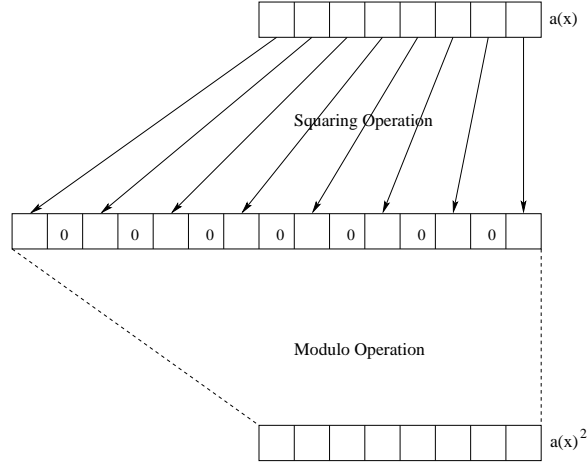 a(x)
Squaring Operation
0 0 0 0 0 0 0
Modulo Operation
a(x)²